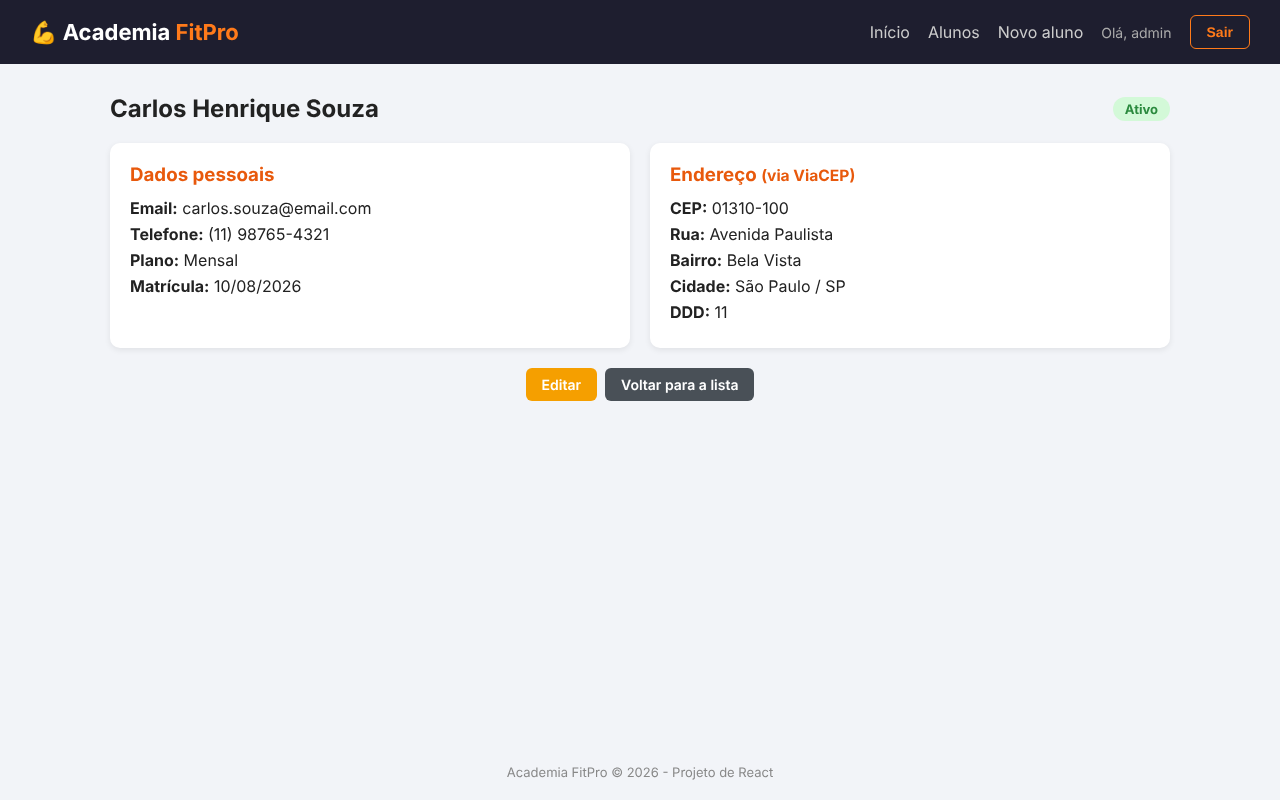 💪 Academia FitPro
Início Alunos Novo aluno Olá, admin Sair
Carlos Henrique Souza
Ativo
Dados pessoais
Email: carlos.souza@email.com
Telefone: (11) 98765-4321
Plano: Mensal
Matrícula: 10/08/2026
Endereço (via ViaCEP)
CEP: 01310-100
Rua: Avenida Paulista
Bairro: Bela Vista
Cidade: São Paulo / SP
DDD: 11
Editar Voltar para a lista
Academia FitPro © 2026 - Projeto de React